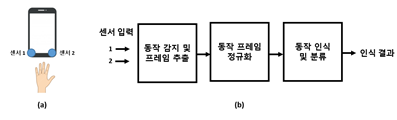 센서 1
센서 2
(a)
센서 입력
1
2
동작 감지 및
프레임 추출
동작 프레임
정규화
동작 인식
및 분류
인식 결과
(b)